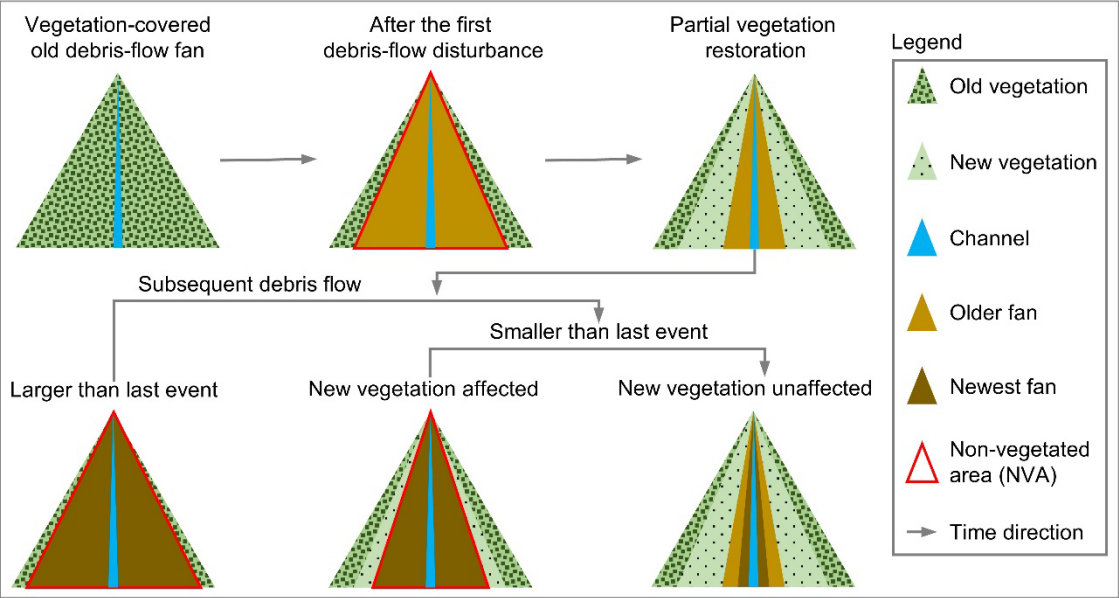 Vegetation-covered
old debris-flow fan
After the first
debris-flow disturbance
Partial vegetation
restoration
Subsequent debris flow
Smaller than last event
Larger than last event
New vegetation affected
New vegetation unaffected
Legend
Old vegetation
New vegetation
Channel
Older fan
Newest fan
Non-vegetated
area (NVA)
Time direction